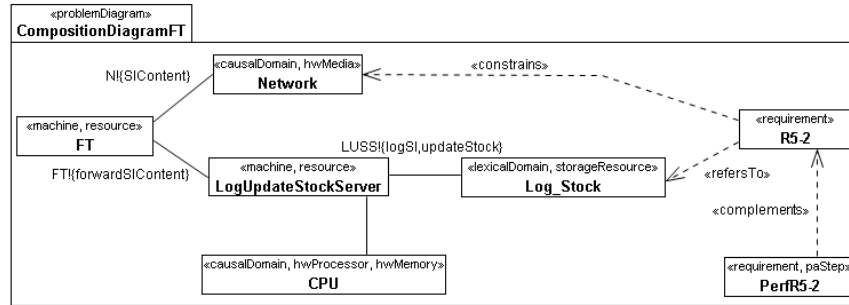 «problemDiagram»
CompositionDiagramFT
«causalDomain, hwMedia»
Network
N!{SIContent}
«constrains»
«machine, resource»
FT
«requirement»
R5-2
LUSS!{logSI,updateStock}
FT!{forwardSIContent}
«machine, resource»
LogUpdateStockServer
«lexicalDomain, storageResource»
Log_Stock
«refersTo»
«complements»
«causalDomain, hwProcessor, hwMemory»
CPU
«requirement, paStep»
PerfR5-2